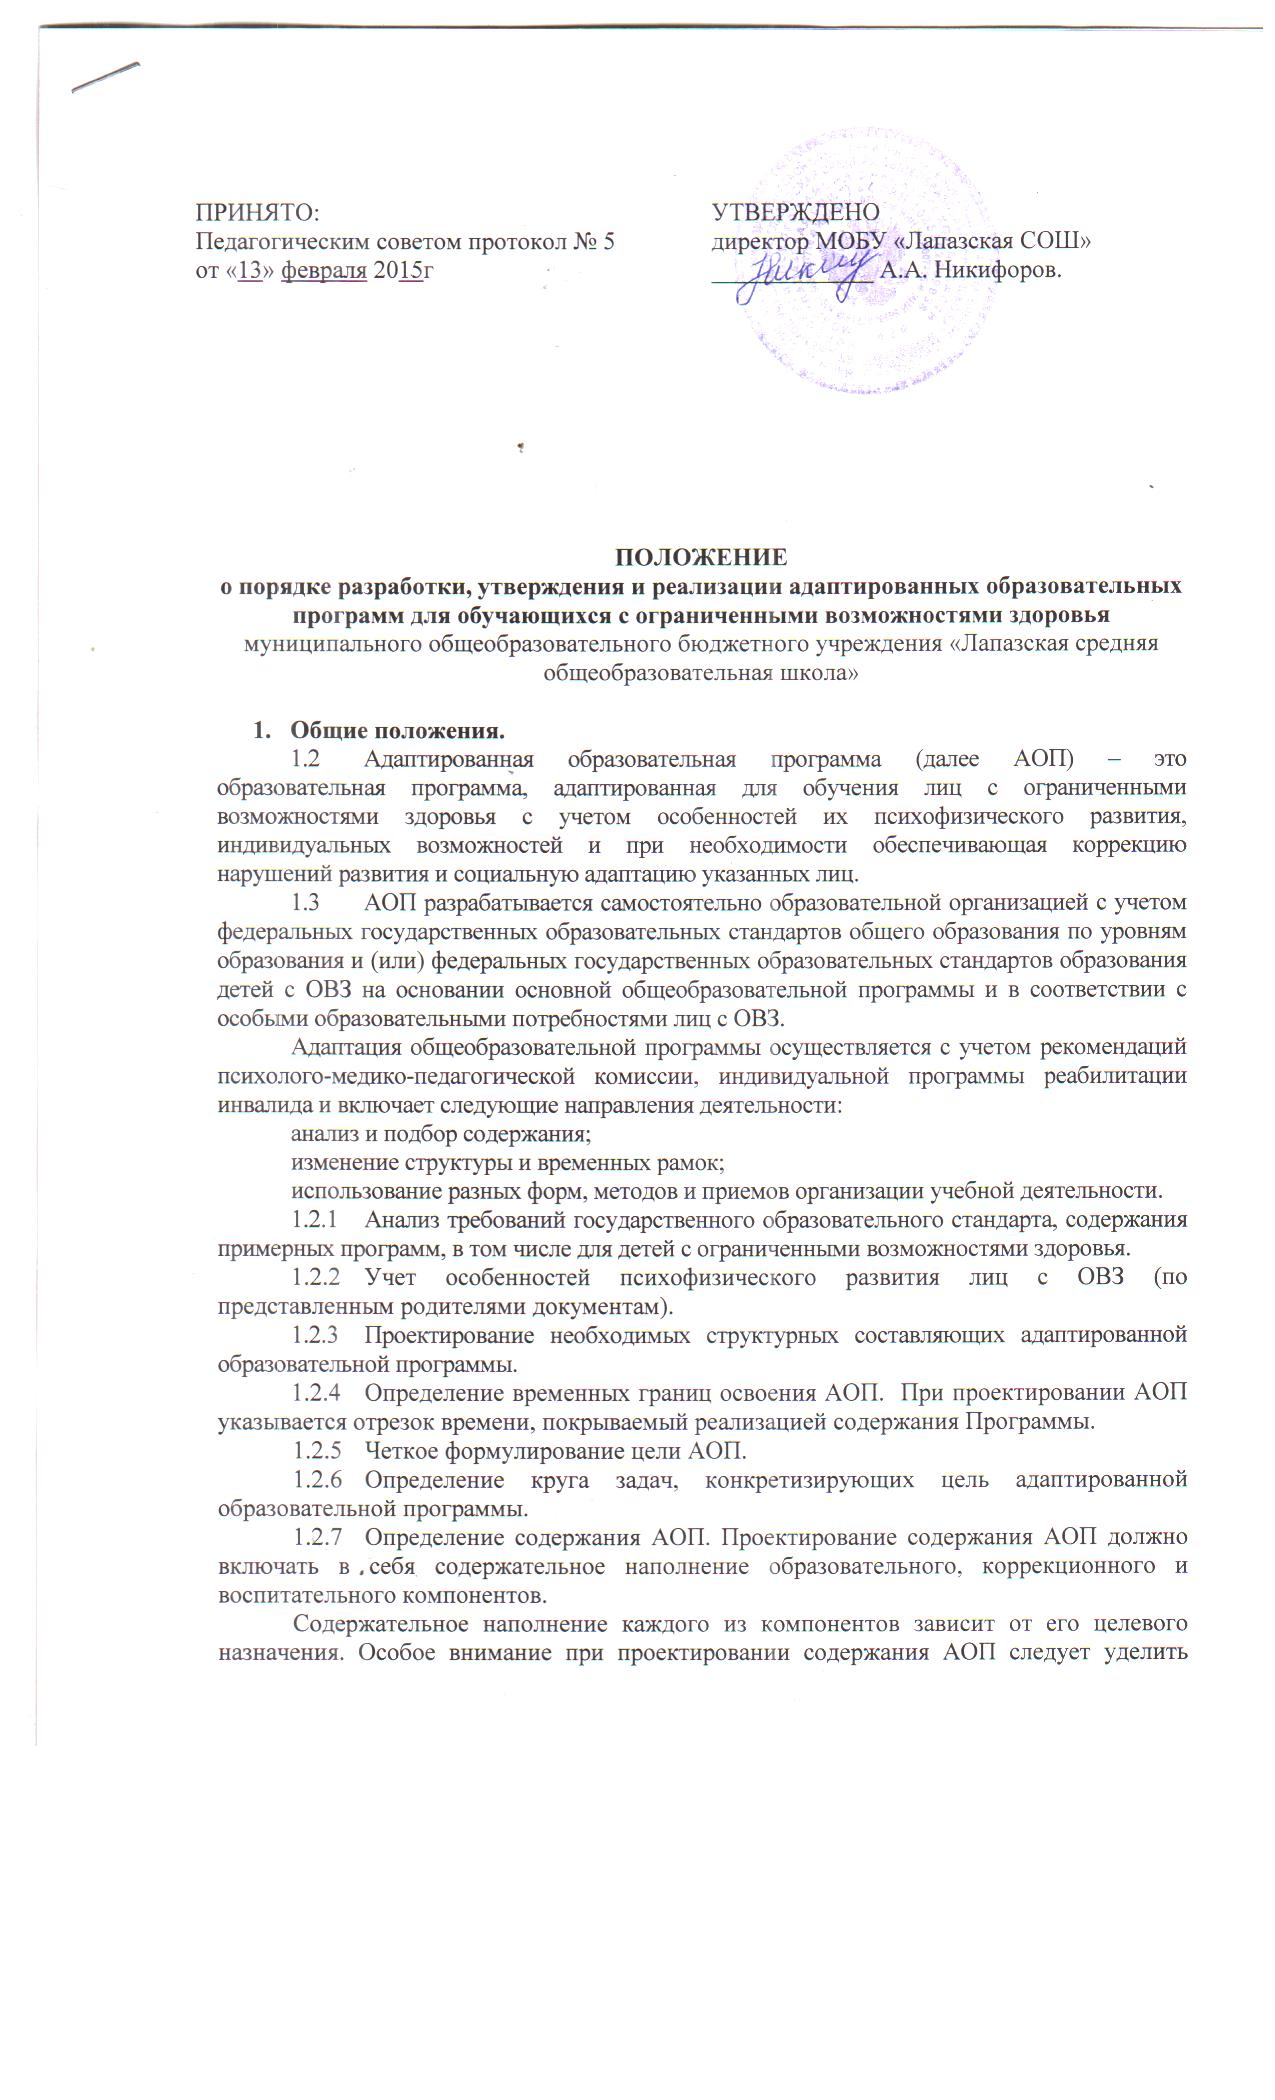 ПРИНЯТО:
Педагогическим советом протокол № 5
от «13» февраля 2015г
УТВЕРЖДЕНО
директор МОБУ «Лапазская СОШ»
_____________ А.А. Никифоров.
ПОЛОЖЕНИЕ
о порядке разработки, утверждения и реализации адаптированных образовательных
программ для обучающихся с ограниченными возможностями здоровья
муниципального общеобразовательного бюджетного учреждения «Лапазская средняя
общеобразовательная школа»
1. Общие положения.
1.2 Адаптированная образовательная программа (далее АОП) – это
образовательная программа, адаптированная для обучения лиц с ограниченными
возможностями здоровья с учетом особенностей их психофизического развития,
индивидуальных возможностей и при необходимости обеспечивающая коррекцию
нарушений развития и социальную адаптацию указанных лиц.
1.3 АОП разрабатывается самостоятельно образовательной организацией с учетом
федеральных государственных образовательных стандартов общего образования по уровням
образования и (или) федеральных государственных образовательных стандартов образования
детей с ОВЗ на основании основной общеобразовательной программы и в соответствии с
особыми образовательными потребностями лиц с ОВЗ.
Адаптация общеобразовательной программы осуществляется с учетом рекомендаций
психолого-медико-педагогической комиссии, индивидуальной программы реабилитации
инвалида и включает следующие направления деятельности:
анализ и подбор содержания;
изменение структуры и временных рамок;
использование разных форм, методов и приемов организации учебной деятельности.
1.2.1 Анализ требований государственного образовательного стандарта, содержания
примерных программ, в том числе для детей с ограниченными возможностями здоровья.
1.2.2 Учет особенностей психофизического развития лиц с ОВЗ (по
представленным родителями документам).
1.2.3 Проектирование необходимых структурных составляющих адаптированной
образовательной программы.
1.2.4 Определение временных границ освоения АОП. При проектировании АОП
указывается отрезок времени, покрываемый реализацией содержания Программы.
1.2.5 Четкое формулирование цели АОП.
1.2.6 Определение круга задач, конкретизирующих цель адаптированной
образовательной программы.
1.2.7 Определение содержания АОП. Проектирование содержания АОП должно
включать в себя содержательное наполнение образовательного, коррекционного и
воспитательного компонентов.
Содержательное наполнение каждого из компонентов зависит от его целевого
назначения. Особое внимание при проектировании содержания АОП следует уделить